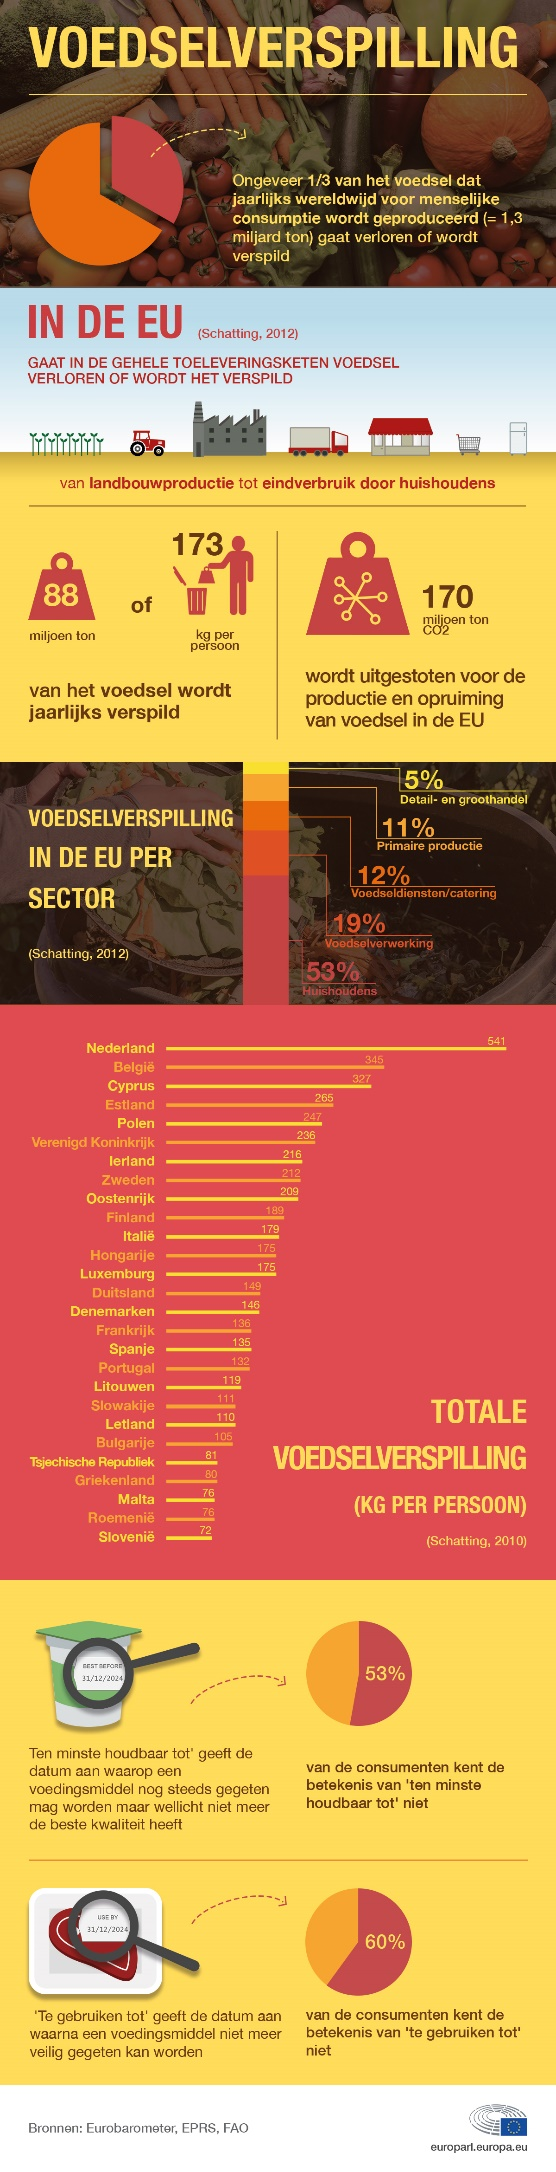 VOEDSELVERSPILLING
Ongeveer 1/3 van het voedsel dat
jaarlijks wereldwijd voor menselijke
consumptie wordt geproduceerd (= 1,3
miljard ton) gaat verloren of wordt
verspild
IN DE EU (Schatting, 2012)
GAAT IN DE GEHELE TOELEVERINGSKETEN VOEDSEL
VERLOREN OF WORDT HET VERSPILD
van landbouwproductie tot eindverbruik door huishoudens
88
miljoen ton
of
173
kg per
persoon
van het voedsel wordt
jaarlijks verspild
170
miljoen ton
CO2
wordt uitgestoten voor de
productie en opruiming
van voedsel in de EU
VOEDSELVERSPILLING
IN DE EU PER
SECTOR
(Schatting, 2012)
5%
Detail- en groothandel
11%
Primaire productie
12%
Voedseldiensten/catering
19%
Voedselverwerking
53%
Huishoudens
Nederland 541
België 345
Cyprus 327
Estland 265
Polen 247
Verenigd Koninkrijk 236
Ierland 216
Zweden 212
Oostenrijk 209
Finland 189
Italië 179
Hongarije 175
Luxemburg 175
Duitsland 149
Denemarken 146
Frankrijk 136
Spanje 135
Portugal 132
Litouwen 119
Slowakije 111
Letland 110
Bulgarije 105
Tsjechische Republiek 81
Griekenland 80
Malta 76
Roemenië 76
Slovenië 72
TOTALE
VOEDSELVERSPILLING
(KG PER PERSOON)
(Schatting, 2010)
BEST BEFORE
31/12/2024
Ten minste houdbaar tot' geeft de
datum aan waarop een
voedingsmiddel nog steeds gegeten
mag worden maar wellicht niet meer
de beste kwaliteit heeft
53%
van de consumenten kent de
betekenis van 'ten minste
houdbaar tot' niet
USE BY
31/12/2024
'Te gebruiken tot' geeft de datum aan
waarna een voedingsmiddel niet meer
veilig gegeten kan worden
60%
van de consumenten kent de
betekenis van 'te gebruiken tot'
niet
Bronnen: Eurobarometer, EPRS, FAO
europarl.europa.eu